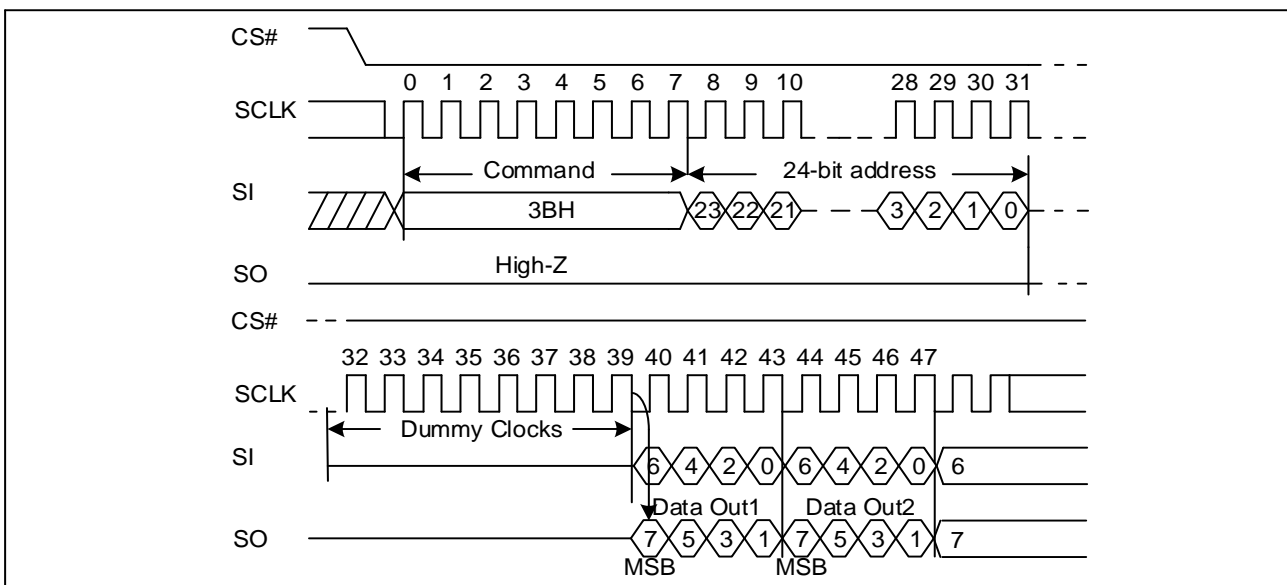 CS#
0 1 2 3 4 5 6 7 8 9 10 28 29 30 31
SCLK
Command 24-bit address
SI
3BH 23 22 21 3 2 1 0
High-Z
SO
CS#
32 33 34 35 36 37 38 39 40 41 42 43 44 45 46 47
SCLK
Dummy Clocks
SI
6 4 2 0 6 4 2 0 6
Data Out1 Data Out2
SO
7 5 3 1 7 5 3 1 7
MSB MSB